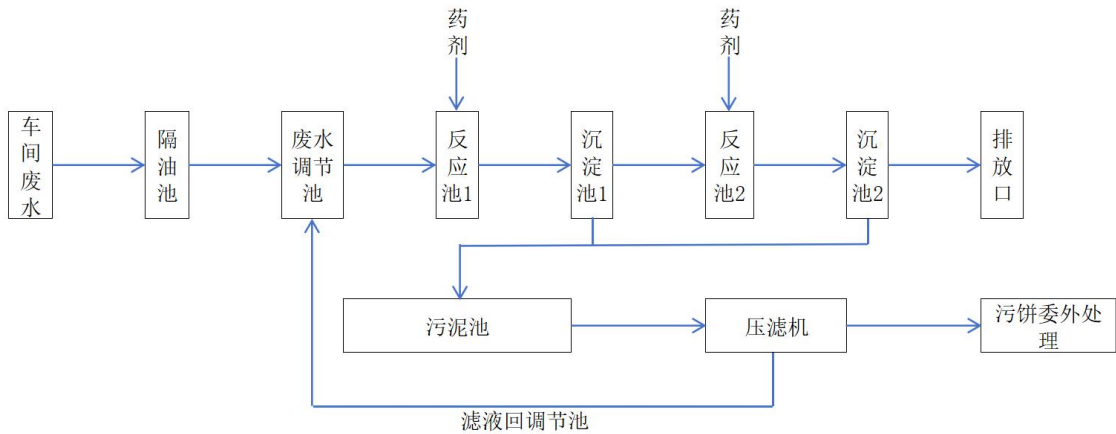 药剂
药剂
车间废水
隔油池
废水调节池
反应池1
沉淀池1
反应池2
沉淀池2
排放口
污泥池
压滤机
污饼委外处
理
滤液回调节池